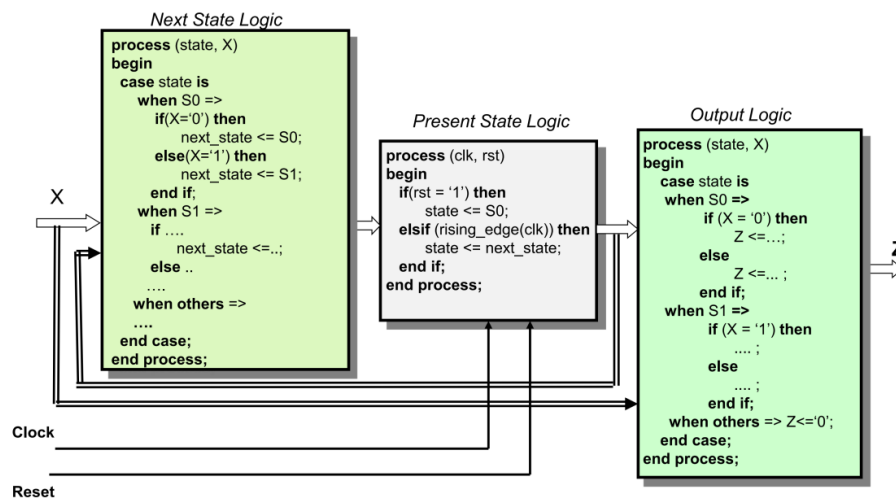 Next State Logic
process (state, X)
begin
case state is
when S0 =>
if(X=‘0’) then
next_state <= S0;
else(X=‘1’) then
next_state <= S1;
end if;
when S1 =>
if ....
next_state <=..;
else ..
....
when others =>
....
end case;
end process;
X
Present State Logic
process (clk, rst)
begin
if(rst = ‘1’) then
state <= S0;
elsif (rising_edge(clk)) then
state <= next_state;
end if;
end process;
Output Logic
process (state, X)
begin
case state is
when S0 =>
if (X = ‘0’) then
Z <=...;
else
Z <=... ;
end if;
when S1 =>
if (X = ‘1’) then
.... ;
else
.... ;
end if;
when others => Z<=‘0’;
end case;
end process;
Z
Clock
Reset